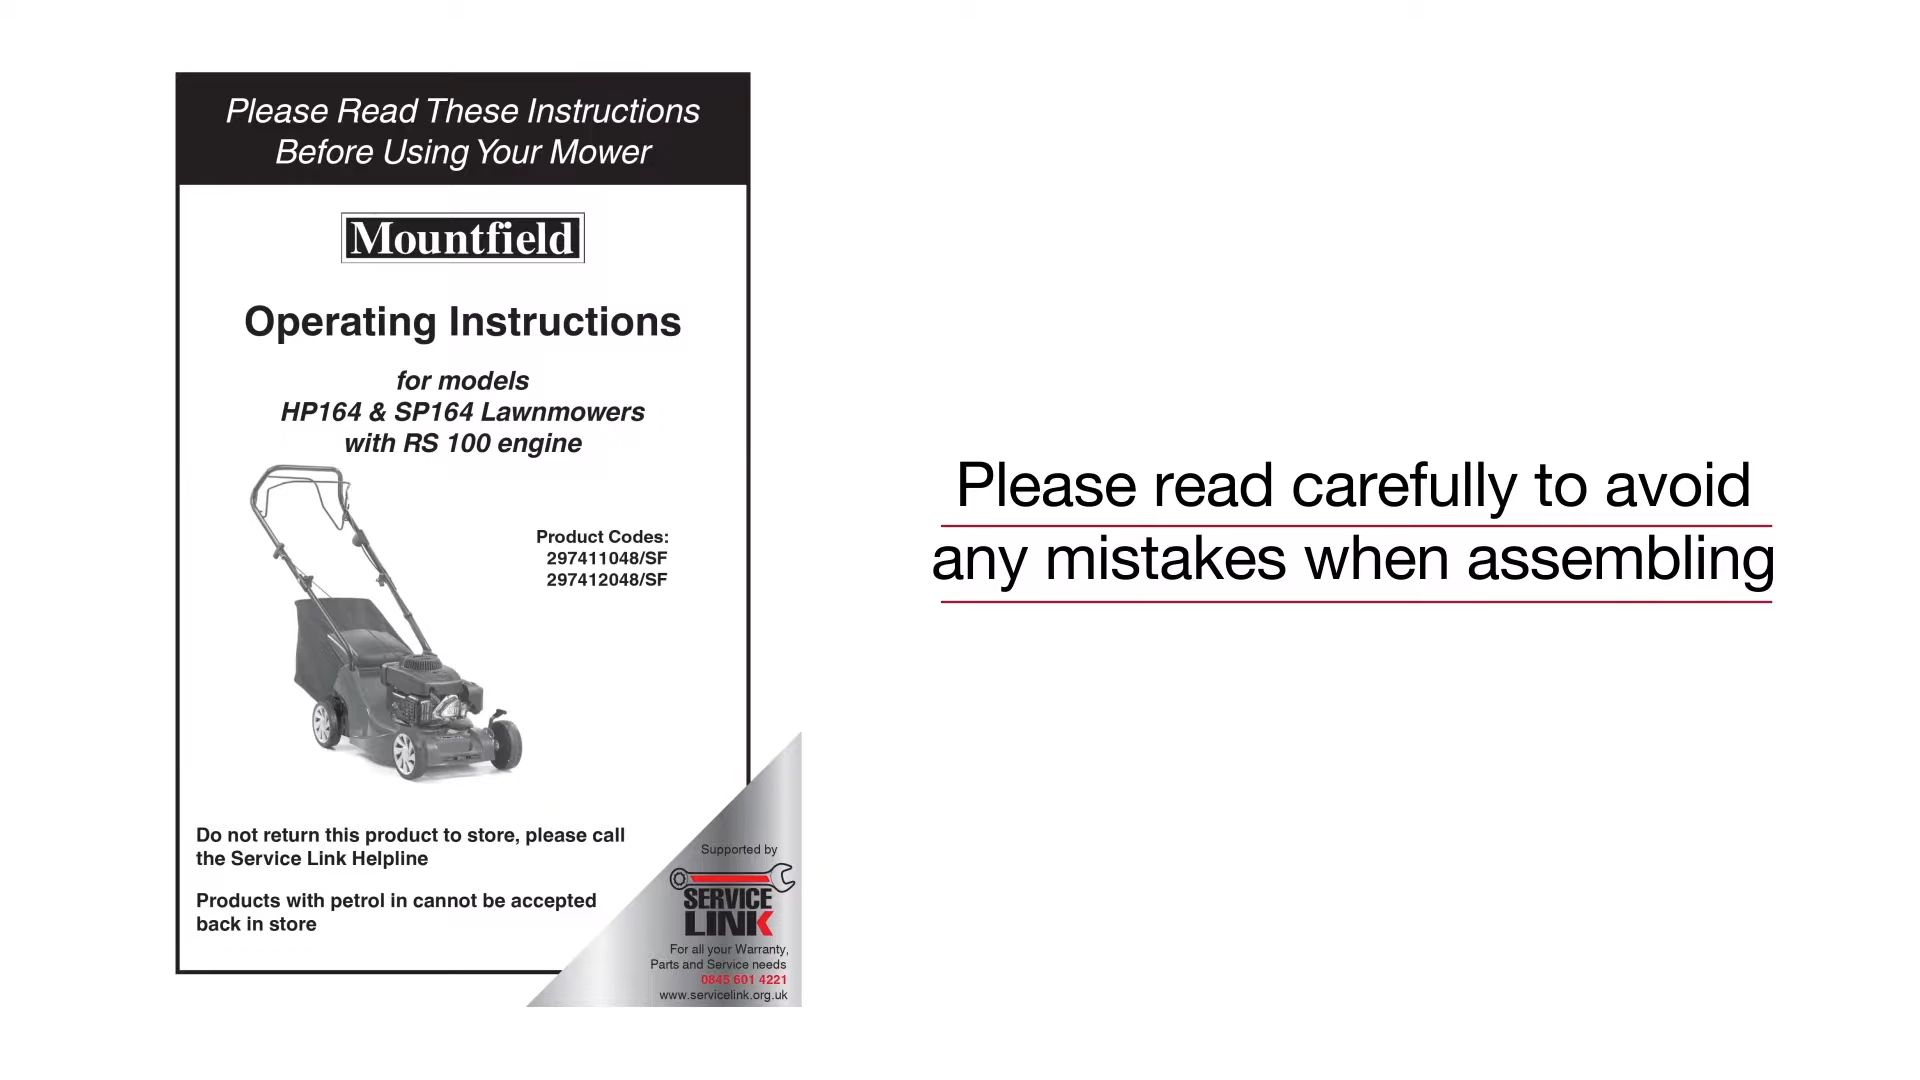 Please Read These Instructions
Before Using Your Mower
Mountfield
Operating Instructions
for models
HP164 & SP164 Lawnmowers
with RS 100 engine
Product Codes:
297411048/SF
297412048/SF
Do not return this product to store, please call
the Service Link Helpline
Products with petrol in cannot be accepted
back in store
Supported by
SERVICE
LINK
For all your Warranty,
Parts and Service needs
0845 601 4221
www.servicelink.org.uk
Please read carefully to avoid
any mistakes when assembling